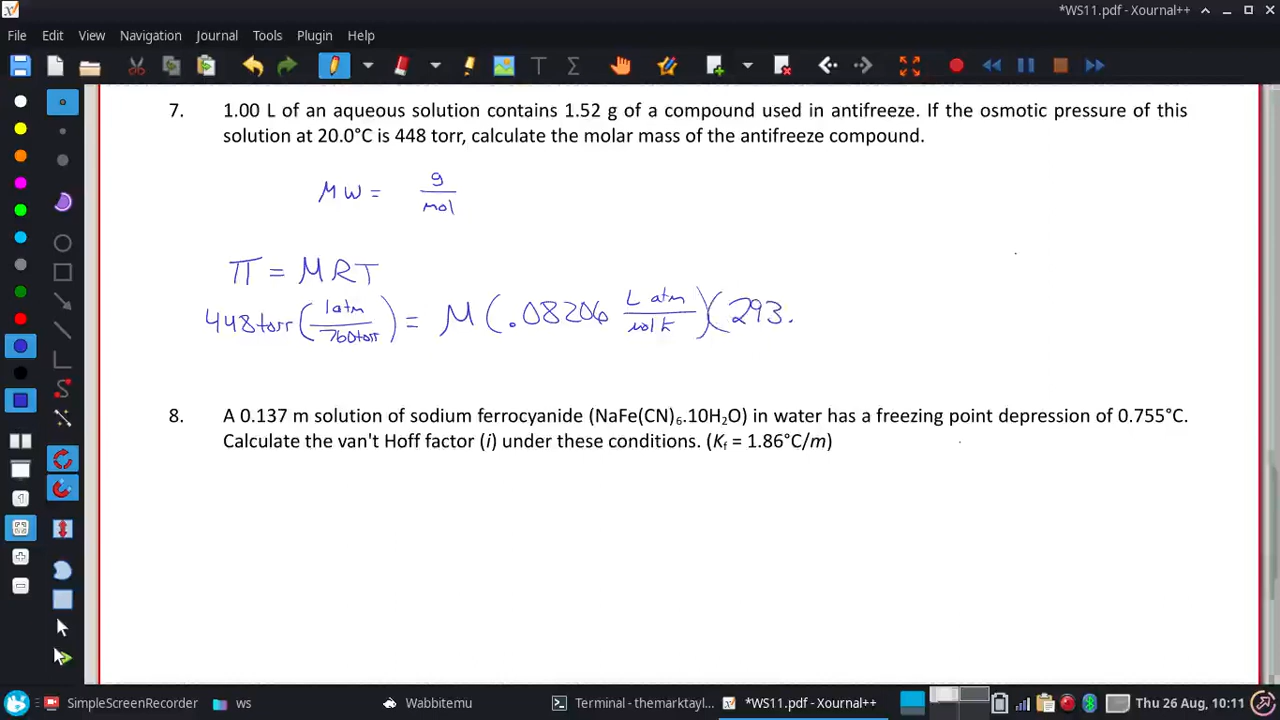 *WS11.pdf - Xournal++
File Edit View Navigation Journal Tools Plugin Help
7. 1.00 L of an aqueous solution contains 1.52 g of a compound used in antifreeze. If the osmotic pressure of this
solution at 20.0°C is 448 torr, calculate the molar mass of the antifreeze compound.
MW = g/mol
π = MRT
448torr (1atm/760torr) = M (.08206 L atm/mol K)(293.
8. A 0.137 m solution of sodium ferrocyanide (NaFe(CN)₆.10H₂O) in water has a freezing point depression of 0.755°C.
Calculate the van't Hoff factor (i) under these conditions. (Kf = 1.86°C/m)
SimpleScreenRecorder ws Wabbitemu Terminal - themarktayl... *WS11.pdf - Xournal++ Thu 26 Aug, 10:11